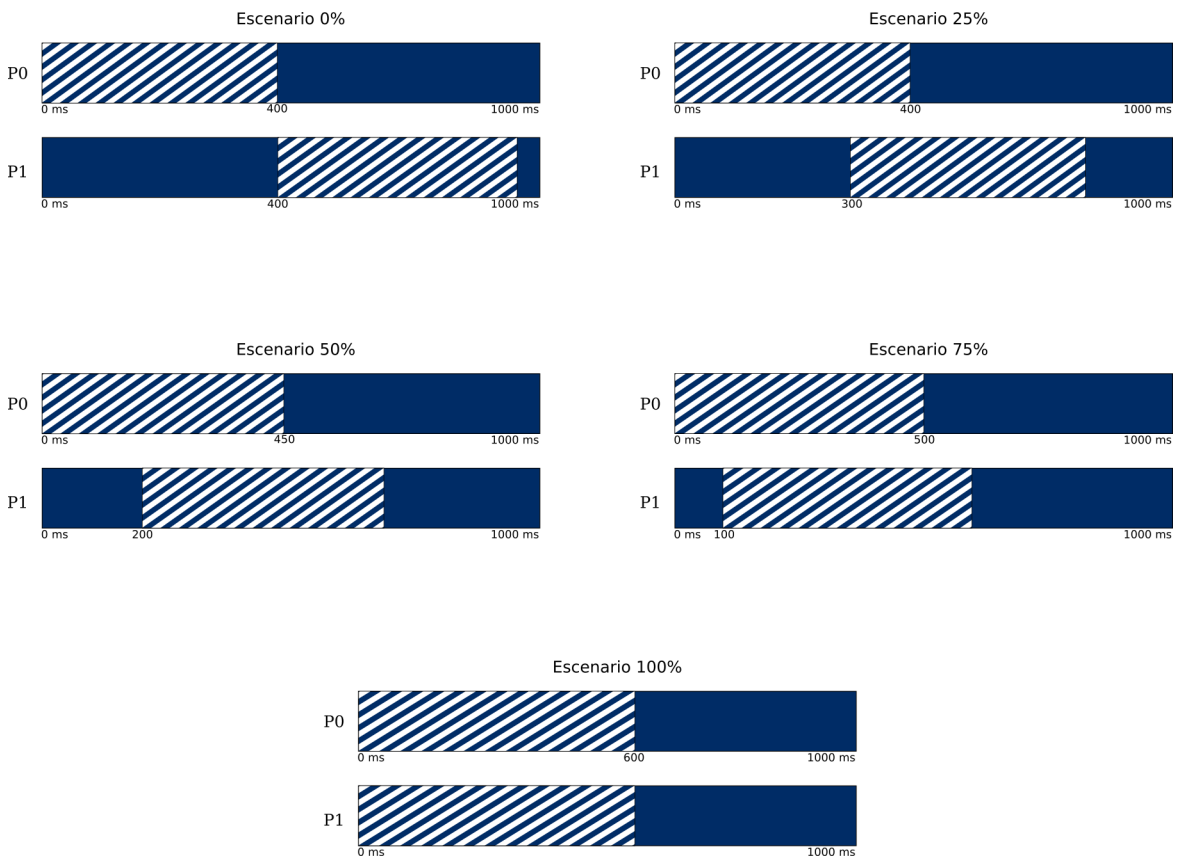 Escenario 0%
P0
0 ms 400 1000 ms
P1
0 ms 400 1000 ms
Escenario 25%
P0
0 ms 400 1000 ms
P1
0 ms 300 1000 ms
Escenario 50%
P0
0 ms 450 1000 ms
P1
0 ms 200 1000 ms
Escenario 75%
P0
0 ms 500 1000 ms
P1
0 ms 100 1000 ms
Escenario 100%
P0
0 ms 600 1000 ms
P1
0 ms 1000 ms